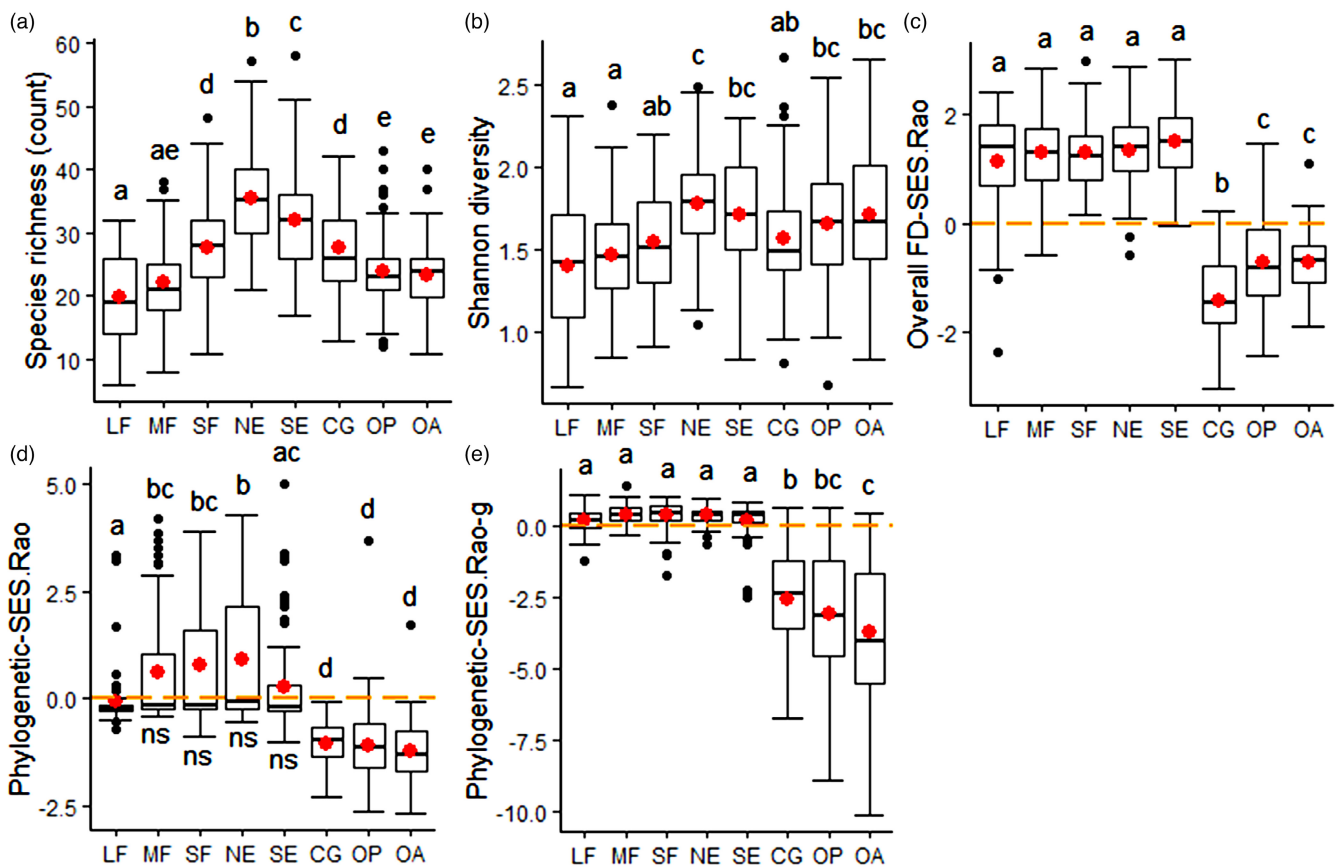 (a)
Species richness (count)
60
50
40
30
20
10
a
ae
d
b
c
d
e
e
LF MF SF NE SE CG OP OA
(b)
Shannon diversity
2.5
2.0
1.5
1.0
a
a
ab
c
bc
ab
bc
bc
LF MF SF NE SE CG OP OA
(c)
Overall FD-SES.Rao
2
0
-2
a
a
a
a
a
b
c
c
LF MF SF NE SE CG OP OA
(d)
Phylogenetic-SES.Rao
5.0
2.5
0.0
-2.5
a
bc
bc
b
ac
d
d
d
ns
ns
ns
ns
LF MF SF NE SE CG OP OA
(e)
Phylogenetic-SES.Rao-g
0.0
-2.5
-5.0
-7.5
-10.0
a
a
a
a
a
b
bc
c
LF MF SF NE SE CG OP OA